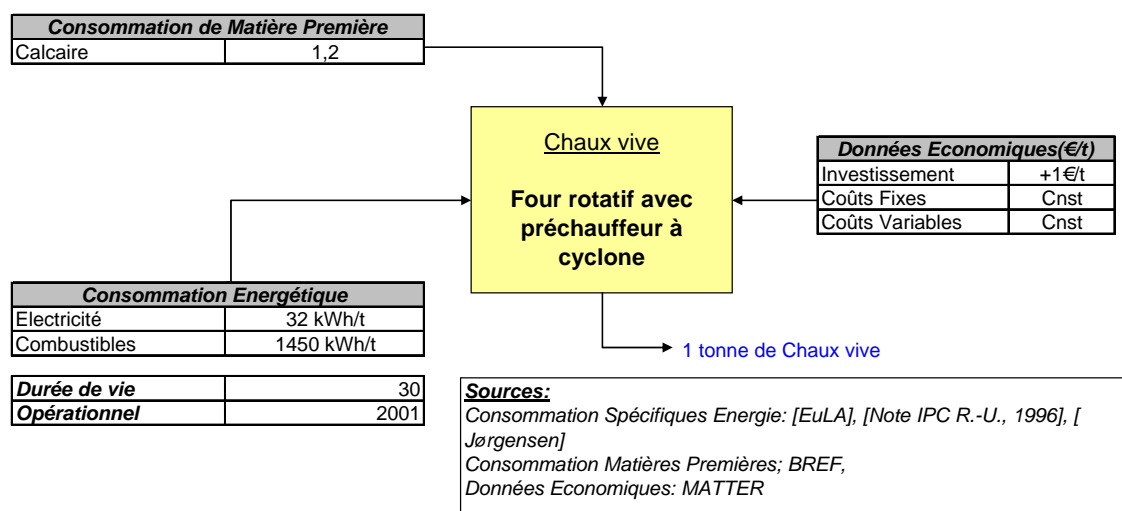 Consommation de Matière Première
Calcaire 1,2
Chaux vive
Four rotatif avec
préchauffeur à
cyclone
Données Economiques(€/t)
Investissement +1€/t
Coûts Fixes Cnst
Coûts Variables Cnst
Consommation Energétique
Electricité 32 kWh/t
Combustibles 1450 kWh/t
1 tonne de Chaux vive
Durée de vie 30
Opérationnel 2001
Sources:
Consommation Spécifiques Energie: [EuLA], [Note IPC R.-U., 1996], [
Jørgensen]
Consommation Matières Premières; BREF,
Données Economiques: MATTER